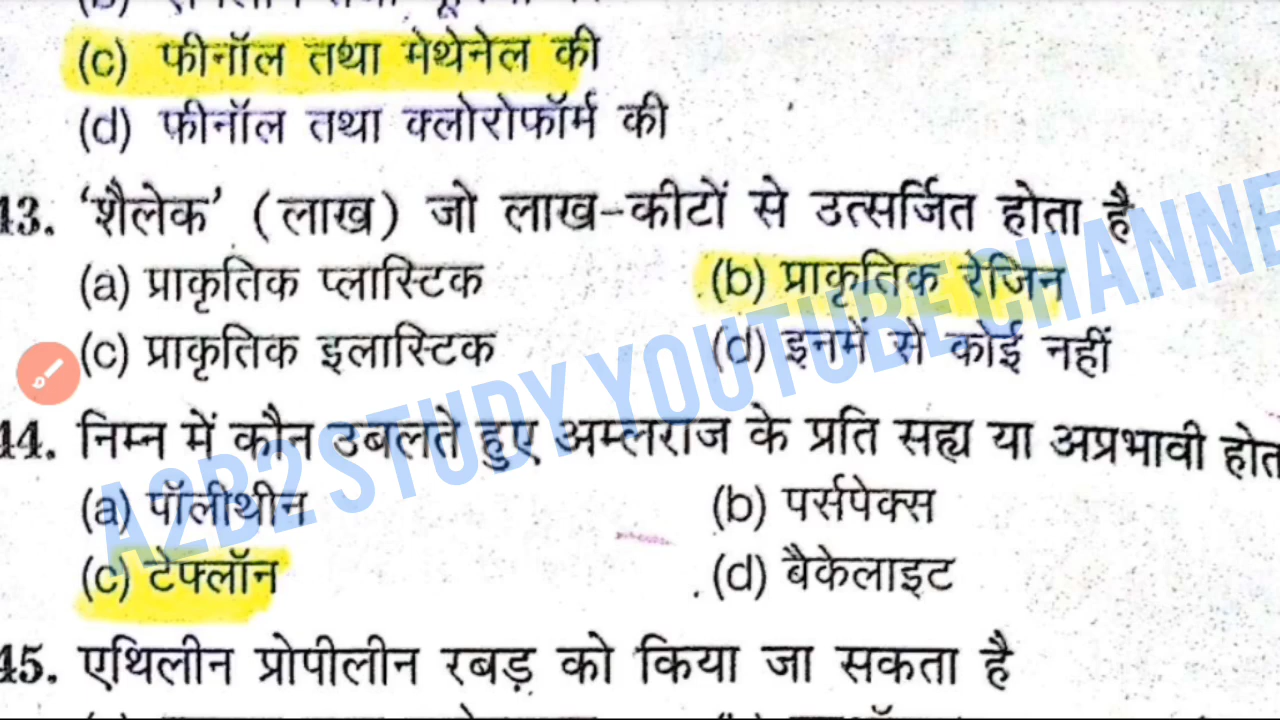 (c) फीनॉल तथा मेथेनेल की
(d) फीनॉल तथा क्लोरोफॉर्म की
13. 'शैलेक' (लाख) जो लाख-कीटों से उत्सर्जित होता है
(a) प्राकृतिक प्लास्टिक (b) प्राकृतिक रेजिन
(c) प्राकृतिक इलास्टिक (d) इनमें से कोई नहीं
14. निम्न में कौन उबलते हुए अम्लराज के प्रति सह्य या अप्रभावी होत
(a) पॉलीथीन (b) पर्सपेक्स
(c) टेफ्लॉन (d) बैकेलाइट
15. एथिलीन प्रोपीलीन रबड़ को किया जा सकता है
A2B2 STUDY YOUTUBE CHANNE